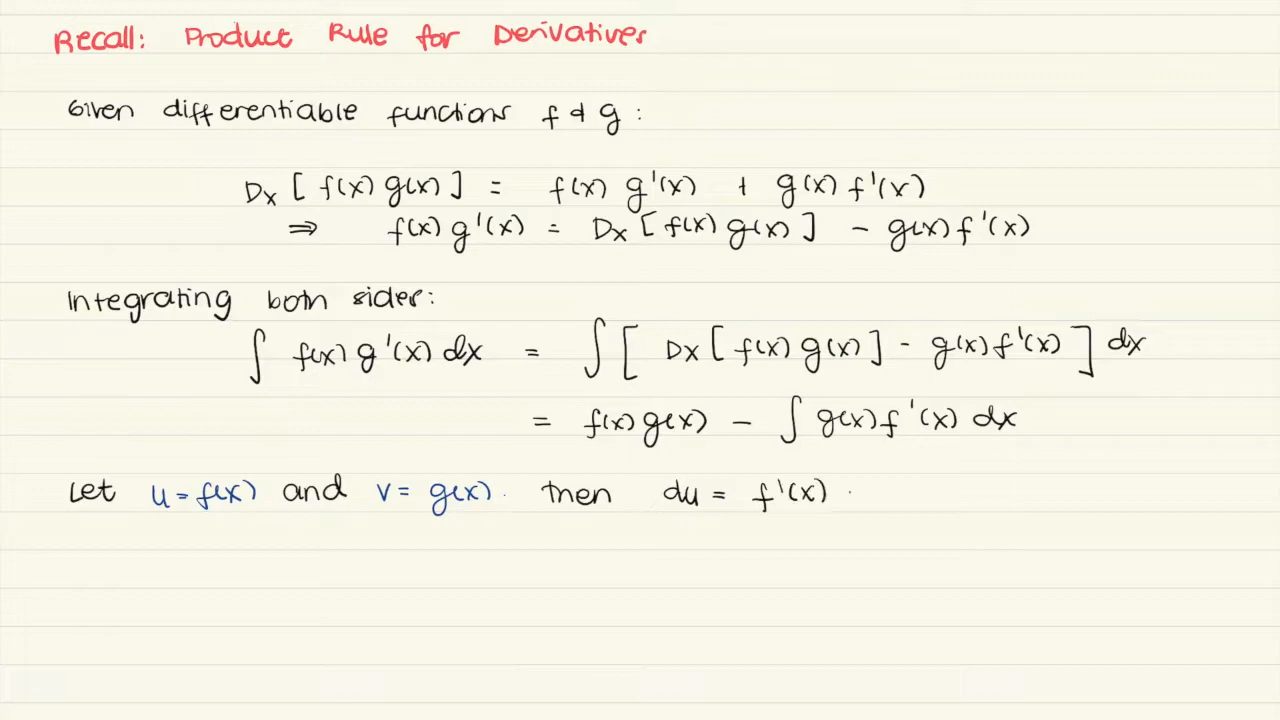 Recall: Product Rule for Derivatives
Given differentiable functions f & g :
Dx [ f(x) g(x) ] = f(x) g'(x) + g(x) f'(x)
⇒ f(x) g'(x) = Dx [ f(x) g(x) ] - g(x) f'(x)
Integrating both sides:
∫ f(x) g'(x) dx = ∫ [ Dx [ f(x) g(x) ] - g(x) f'(x) ] dx
= f(x) g(x) - ∫ g(x) f'(x) dx
Let u = f(x) and v = g(x). Then du = f'(x)